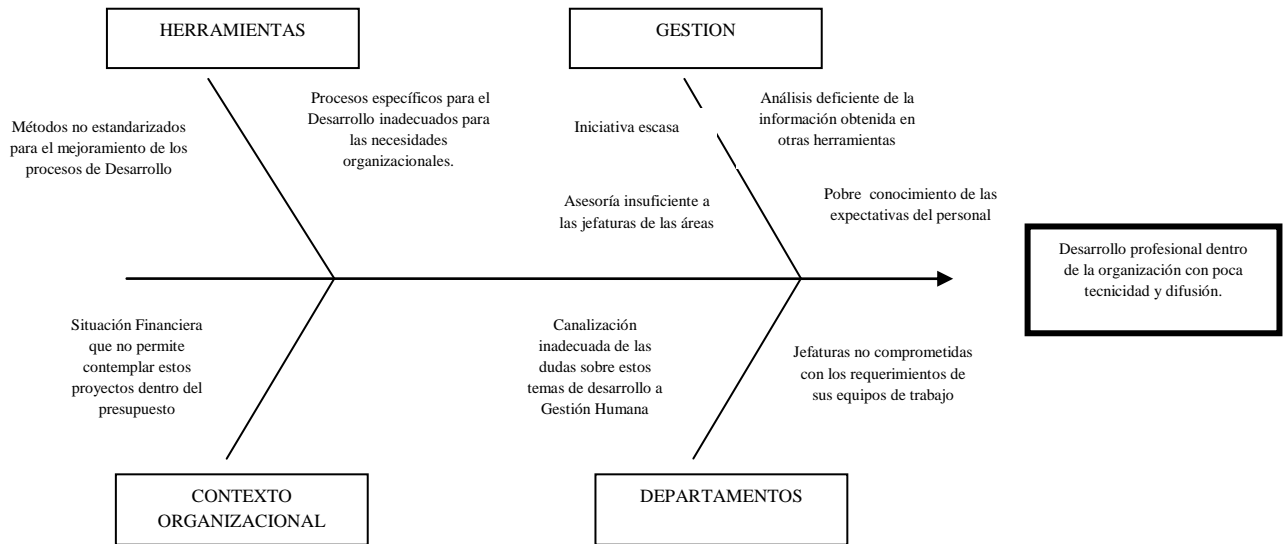 HERRAMIENTAS
GESTION
Métodos no estandarizados
para el mejoramiento de los
procesos de Desarrollo
Procesos específicos para el
Desarrollo inadecuados para
las necesidades
organizacionales.
Iniciativa escasa
Análisis deficiente de la
información obtenida en
otras herramientas
Asesoría insuficiente a
las jefaturas de las áreas
Pobre conocimiento de las
expectativas del personal
Desarrollo profesional dentro
de la organización con poca
tecnicidad y difusión.
Situación Financiera
que no permite
contemplar estos
proyectos dentro del
presupuesto
Canalización
inadecuada de las
dudas sobre estos
temas de desarrollo a
Gestión Humana
Jefaturas no comprometidas
con los requerimientos de
sus equipos de trabajo
CONTEXTO
ORGANIZACIONAL
DEPARTAMENTOS